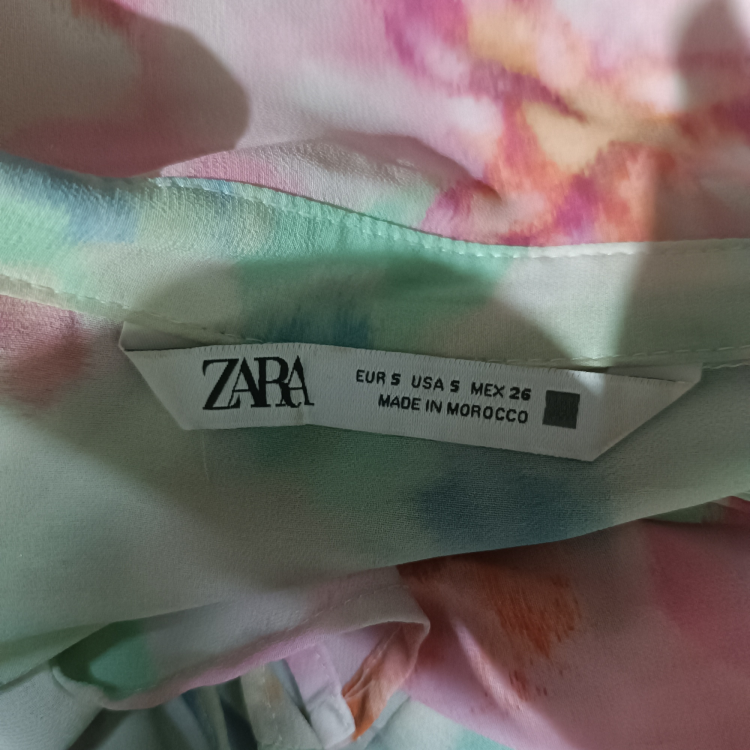 ZARA
EUR S USA S MEX 26
MADE IN MOROCCO